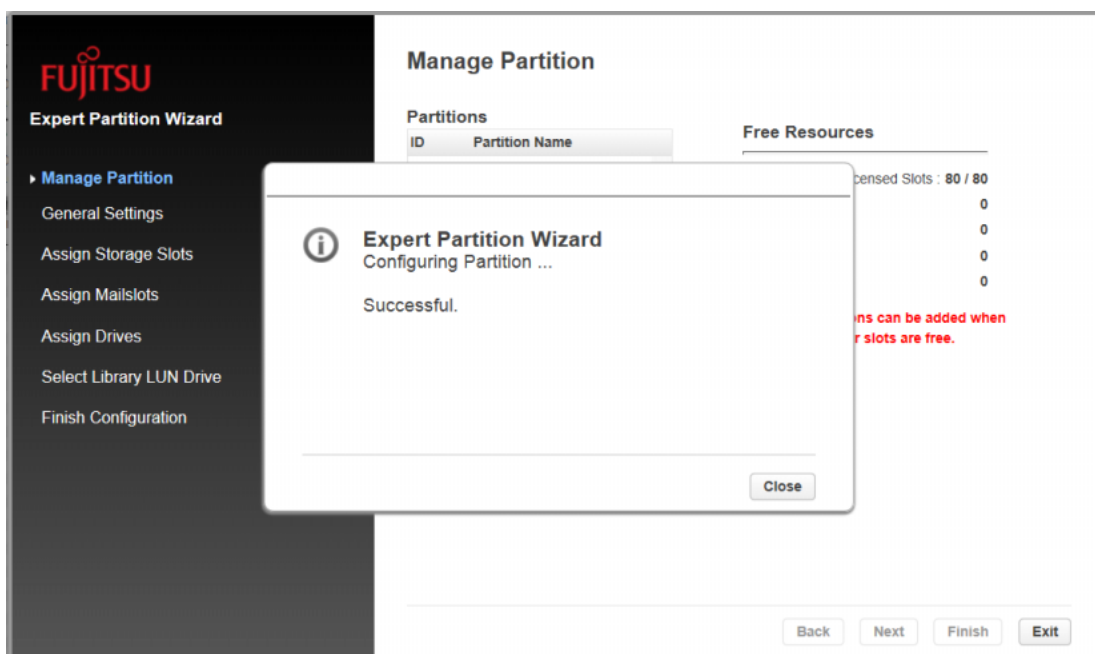 FUJITSU
Expert Partition Wizard
Manage Partition
General Settings
Assign Storage Slots
Assign Mailslots
Assign Drives
Select Library LUN Drive
Finish Configuration
Manage Partition
Partitions
ID Partition Name
Free Resources
Slots : 80 / 80
0
0
0
0
can be added when
slots are free.
Expert Partition Wizard
Configuring Partition ...
Successful.
Close
Back Next Finish Exit